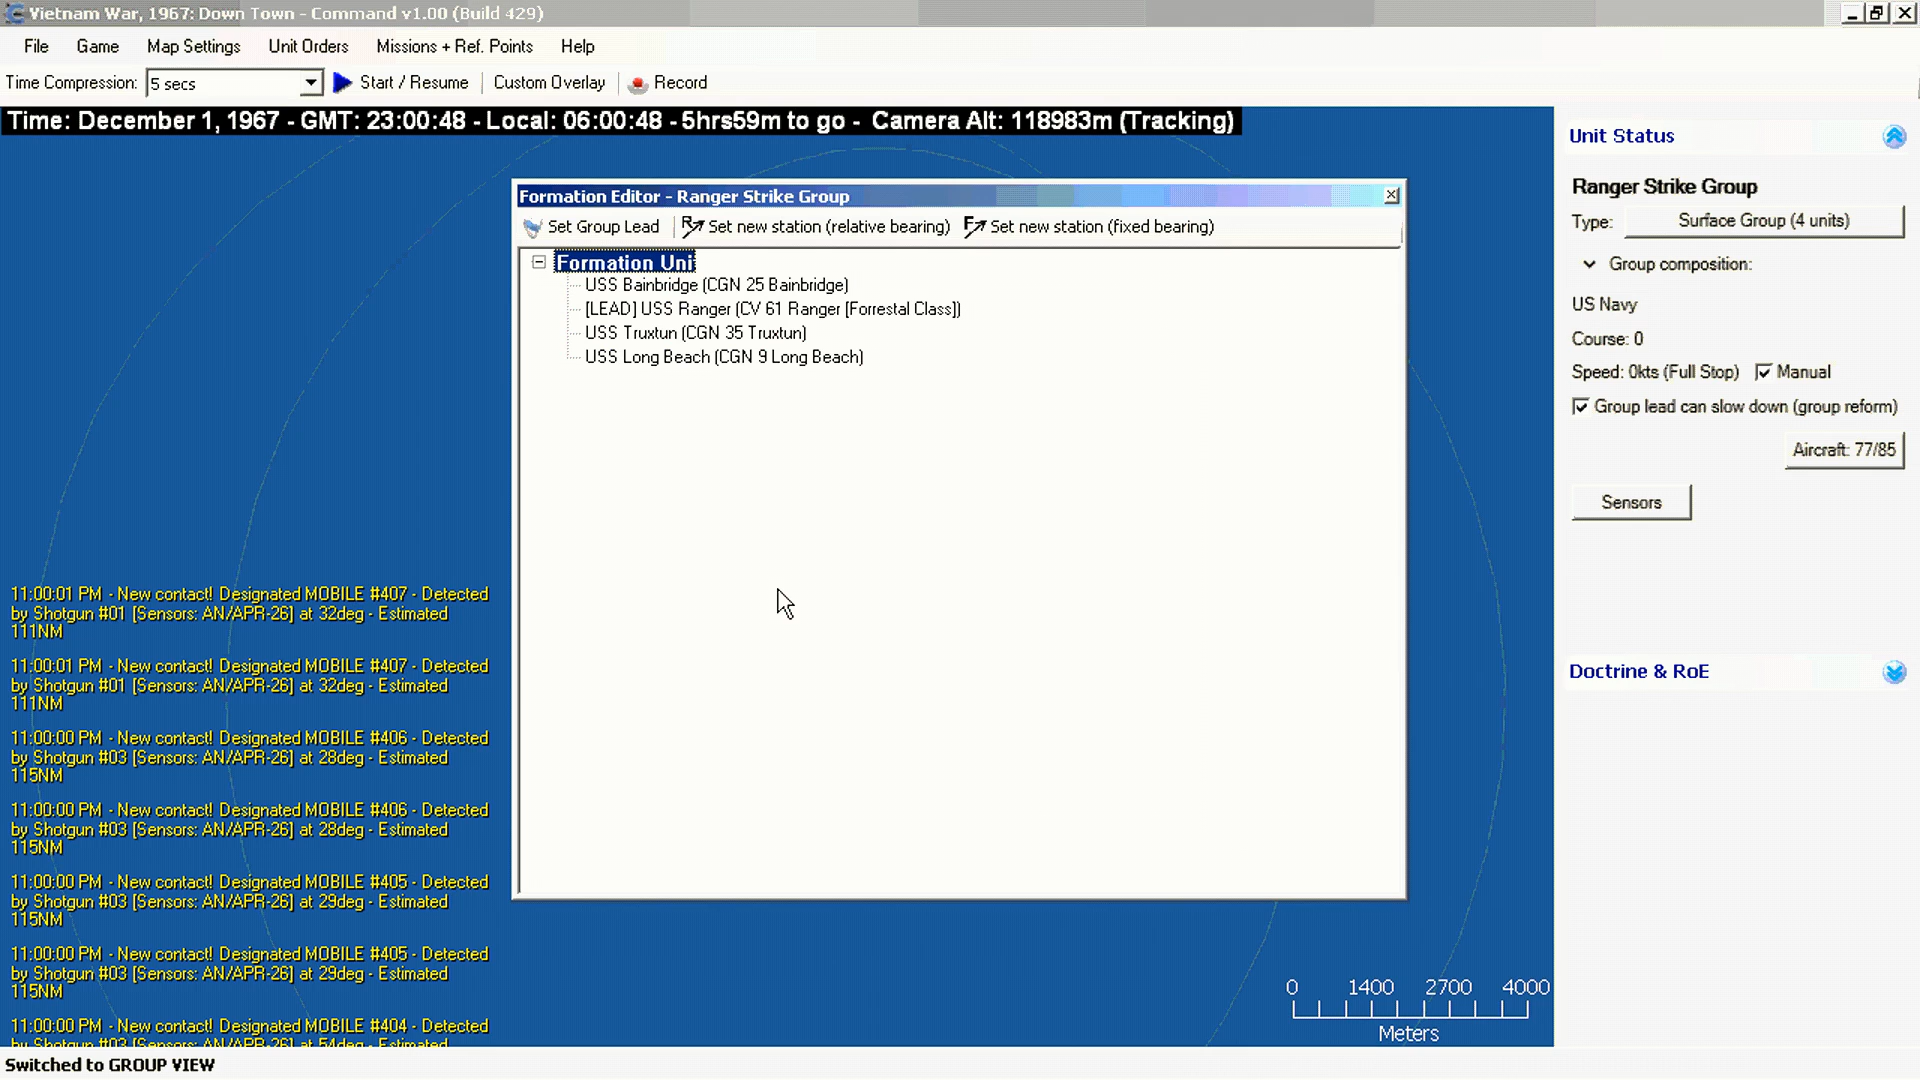 Vietnam War, 1967: Down Town - Command v1.00 (Build 429)
File Game Map Settings Unit Orders Missions + Ref. Points Help
Time Compression: 5 secs Start / Resume Custom Overlay Record
Time: December 1, 1967 - GMT: 23:00:48 - Local: 06:00:48 - 5hrs59m to go - Camera Alt: 118983m (Tracking)
Formation Editor - Ranger Strike Group
Set Group Lead Set new station (relative bearing) Set new station (fixed bearing)
Formation Uni
USS Bainbridge (CGN 25 Bainbridge)
[LEAD] USS Ranger (CV 61 Ranger [Forrestal Class])
USS Truxtun (CGN 35 Truxtun)
USS Long Beach (CGN 9 Long Beach)
Unit Status
Ranger Strike Group
Type: Surface Group (4 units)
Group composition:
US Navy
Course: 0
Speed: 0kts (Full Stop) Manual
Group lead can slow down (group reform)
Aircraft: 77/85
Sensors
Doctrine & RoE
11:00:01 PM - New contact! Designated MOBILE #407 - Detected
by Shotgun #01 [Sensors: AN/APR-26] at 32deg - Estimated
111NM
11:00:01 PM - New contact! Designated MOBILE #407 - Detected
by Shotgun #01 [Sensors: AN/APR-26] at 32deg - Estimated
111NM
11:00:00 PM - New contact! Designated MOBILE #406 - Detected
by Shotgun #03 [Sensors: AN/APR-26] at 28deg - Estimated
115NM
11:00:00 PM - New contact! Designated MOBILE #406 - Detected
by Shotgun #03 [Sensors: AN/APR-26] at 28deg - Estimated
115NM
11:00:00 PM - New contact! Designated MOBILE #405 - Detected
by Shotgun #03 [Sensors: AN/APR-26] at 29deg - Estimated
115NM
11:00:00 PM - New contact! Designated MOBILE #405 - Detected
by Shotgun #03 [Sensors: AN/APR-26] at 29deg - Estimated
115NM
11:00:00 PM - New contact! Designated MOBILE #404 - Detected
by Shotgun #03 [Sensors: AN/APR-26] at 54deg - Estimated
0 1400 2700 4000
Meters
Switched to GROUP VIEW